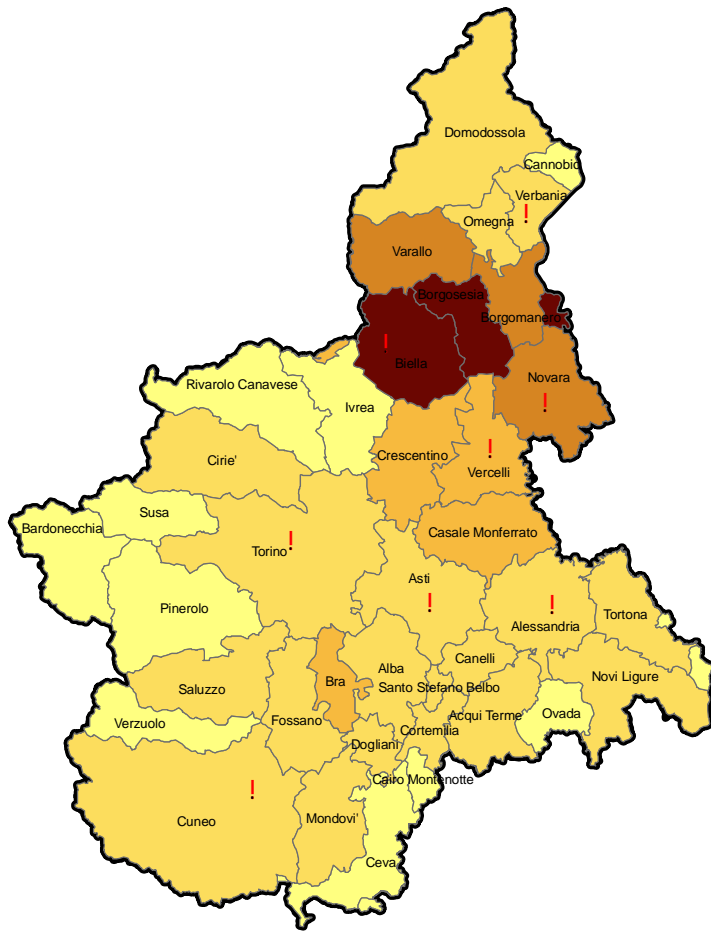 Domodossola
Cannobio
Verbania
!
Omegna
Varallo
Borgosesia
Borgomanero
!
Biella
Novara
!
Rivarolo Canavese
Ivrea
Crescentino
!
Vercelli
Cirie'
Susa
Bardonecchia
!
Torino
Casale Monferrato
Asti
!
Pinerolo
!
Alessandria
Tortona
Canelli
Alba
Saluzzo
Bra
Santo Stefano Belbo
Novi Ligure
Verzuolo
Fossano
Acqui Terme
Ovada
Cortemilia
Dogliani
Cairo Montenotte
!
Cuneo
Mondovi'
Ceva